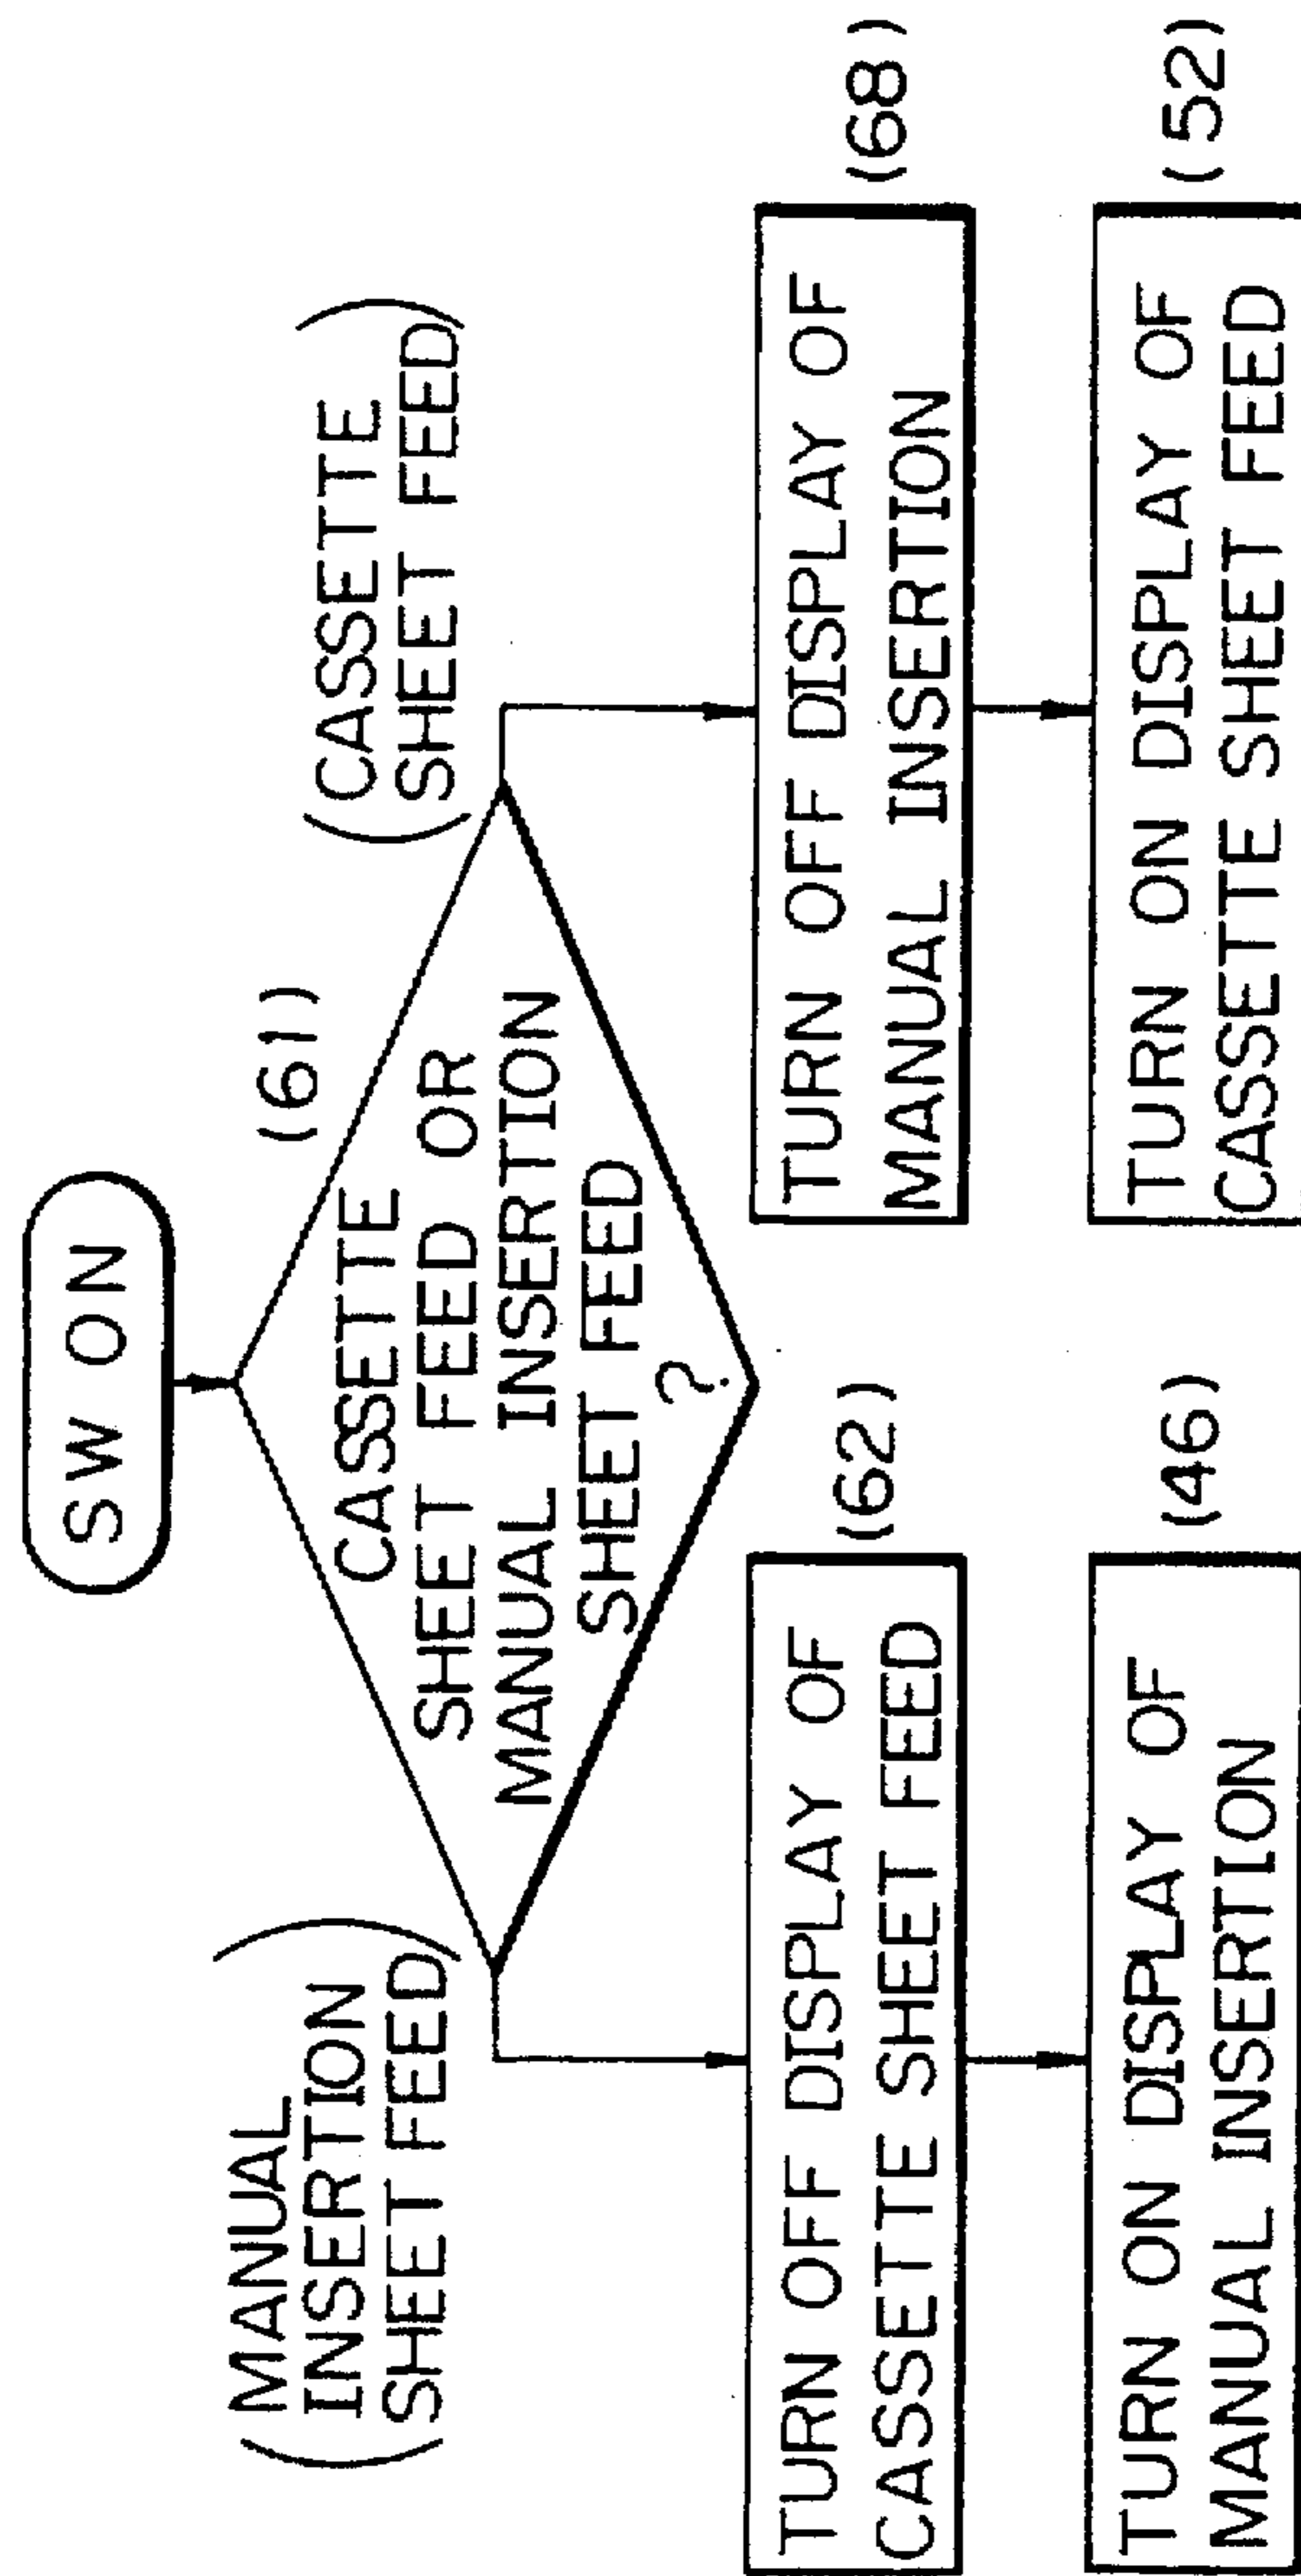 SW ON
(61)
CASSETTE
SHEET FEED OR
MANUAL INSERTION
SHEET FEED
?
(MANUAL
INSERTION
SHEET FEED)
(CASSETTE
SHEET FEED)
TURN OFF DISPLAY OF
CASSETTE SHEET FEED
(62)
TURN ON DISPLAY OF
MANUAL INSERTION
(46)
TURN OFF DISPLAY OF
MANUAL INSERTION
(68)
TURN ON DISPLAY OF
CASSETTE SHEET FEED
(52)